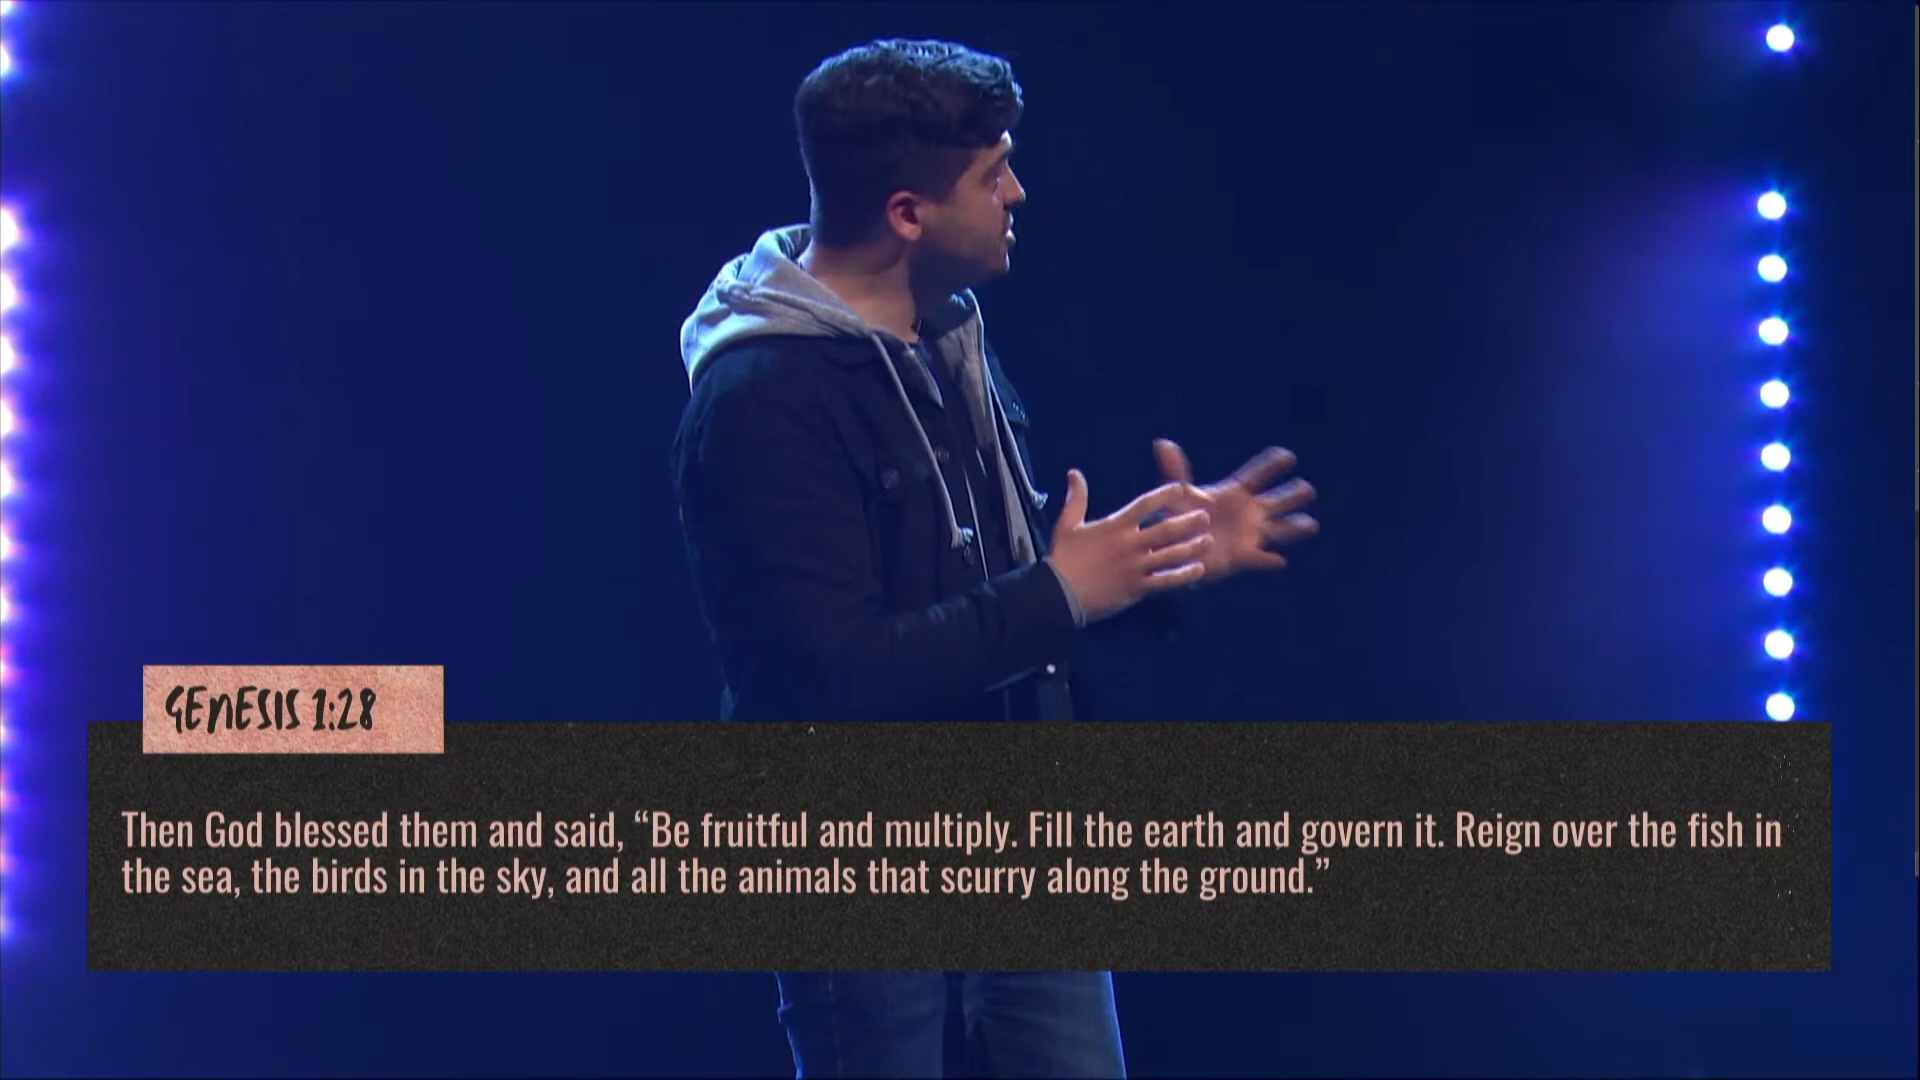 GENESIS 1:28
Then God blessed them and said, “Be fruitful and multiply. Fill the earth and govern it. Reign over the fish in
the sea, the birds in the sky, and all the animals that scurry along the ground.”